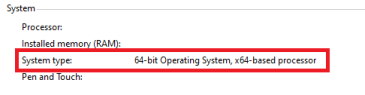 System
Processor:
Installed memory (RAM):
System type: 64-bit Operating System, x64-based processor
Pen and Touch: